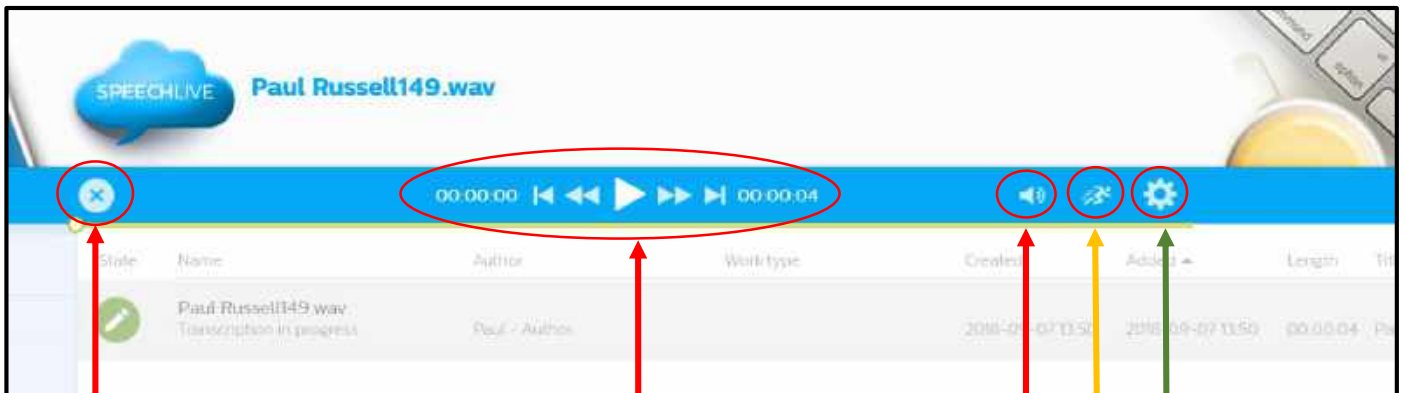 command
option
SPEECHLIVE
Paul Russell149.wav
00:00:00 00:00:04
State Name Author Work type Created Added Length
Paul Russell149.wav
Transcription in progress Paul - Author 2018-09-07 13:50 2018-09-07 13:50 00:00:04